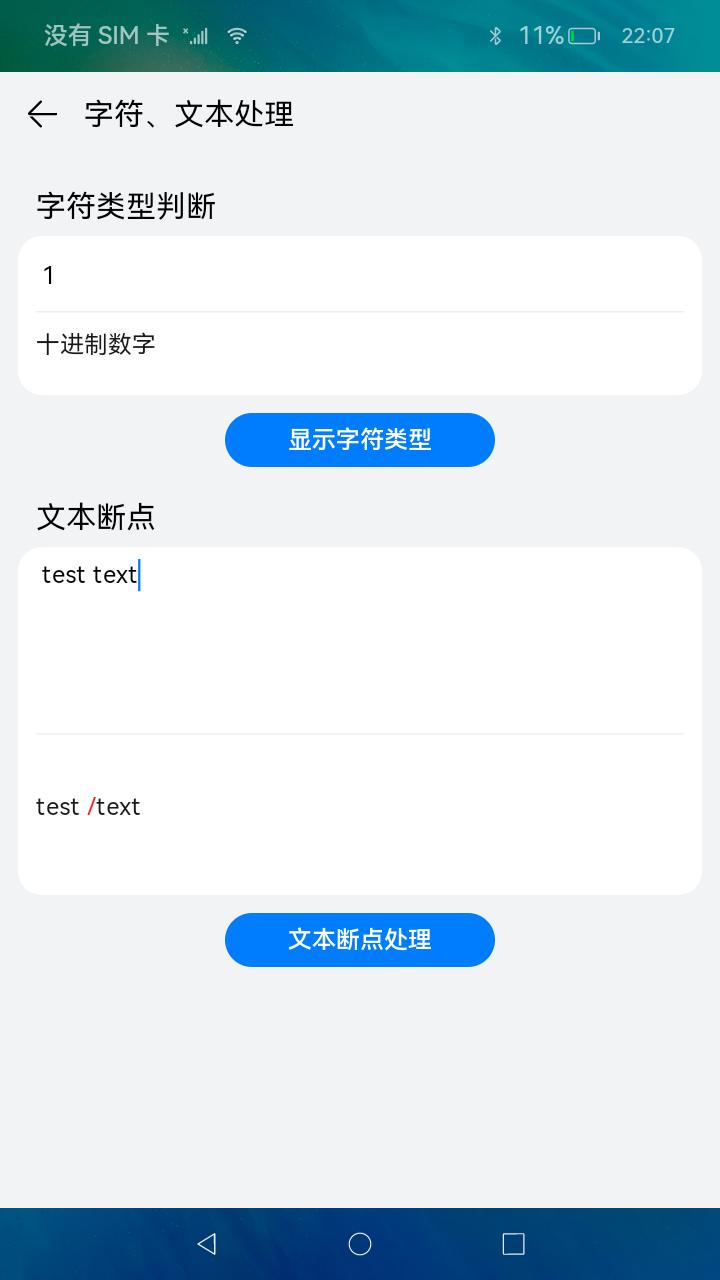 没有 SIM 卡 11% 22:07
字符、文本处理
字符类型判断
1
十进制数字
显示字符类型
文本断点
test text
test /text
文本断点处理